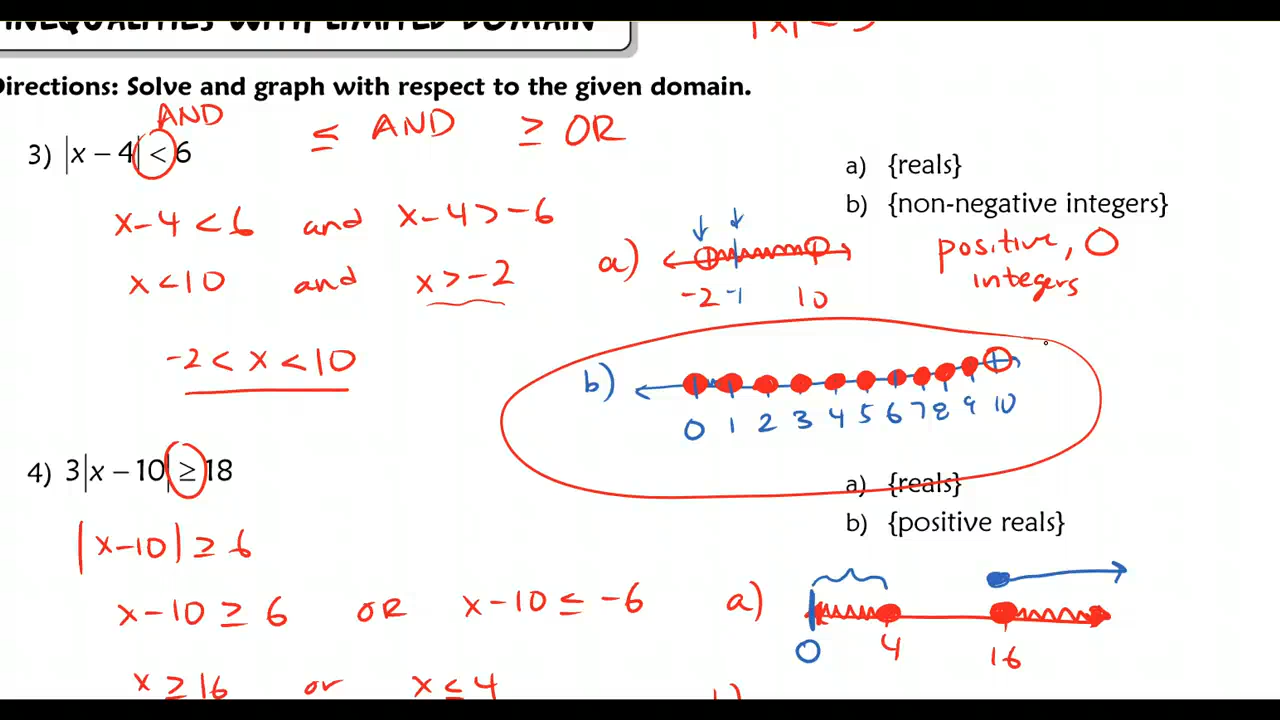 INEQUALITIES WITH LIMITED DOMAIN
Directions: Solve and graph with respect to the given domain.
AND
≤ AND ≥ OR
3) |x − 4| < 6
a) {reals}
b) {non-negative integers}
positive, 0
integers
x-4 < 6 and x-4 > -6
x < 10 and x > -2
-2 < x < 10
a)
-2 -1 10
b)
0 1 2 3 4 5 6 7 8 9 10
4) 3|x − 10| ≥ 18
a) {reals}
b) {positive reals}
|x-10| ≥ 6
x-10 ≥ 6 OR x-10 ≤ -6
x ≥ 16 or x ≤ 4
a)
0 4 16